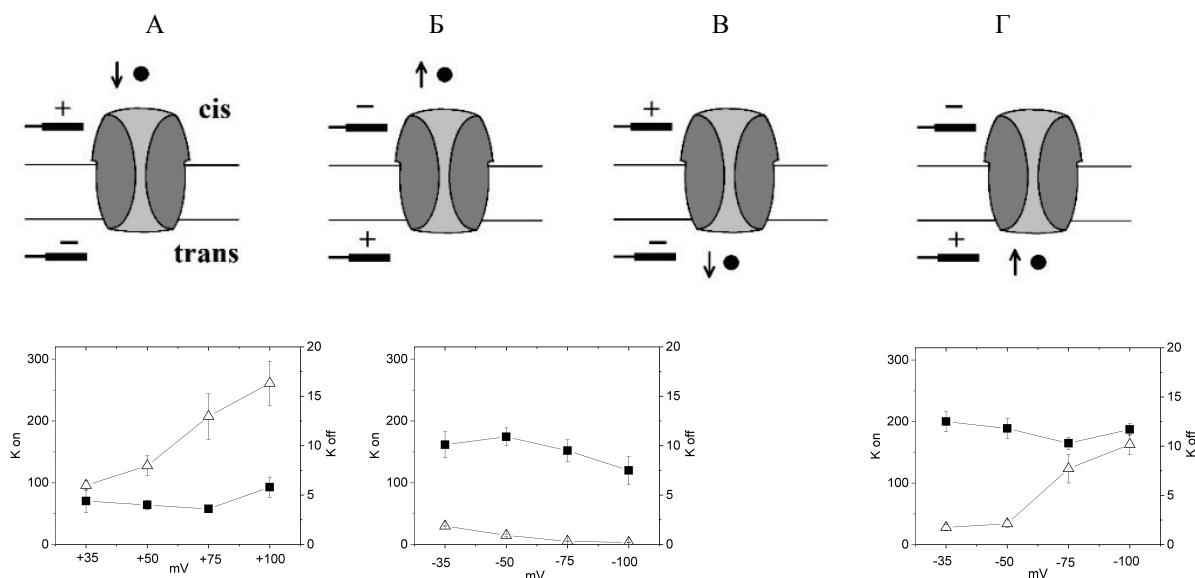 А Б В Г
+ − + −
cis
− + − +
trans
300 200 100 0
K on
20 15 10 5 0
K off
+35 +50 +75 +100
mV
300 200 100 0
K on
20 15 10 5 0
K off
-35 -50 -75 -100
mV
300 200 100 0
K on
20 15 10 5 0
K off
-35 -50 -75 -100
mV